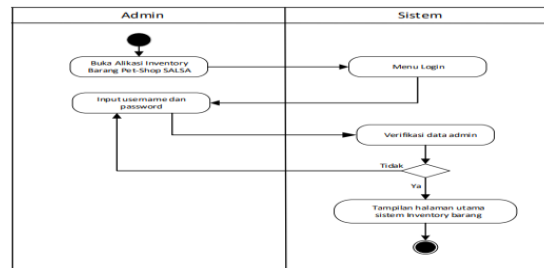 Admin
Sistem
Buka Alikasi Inventory
Barang Pet-Shop SALSA
Menu Login
Input username dan
password
Verifikasi data admin
Tidak
Ya
Tampilan halaman utama
sistem Inventory barang